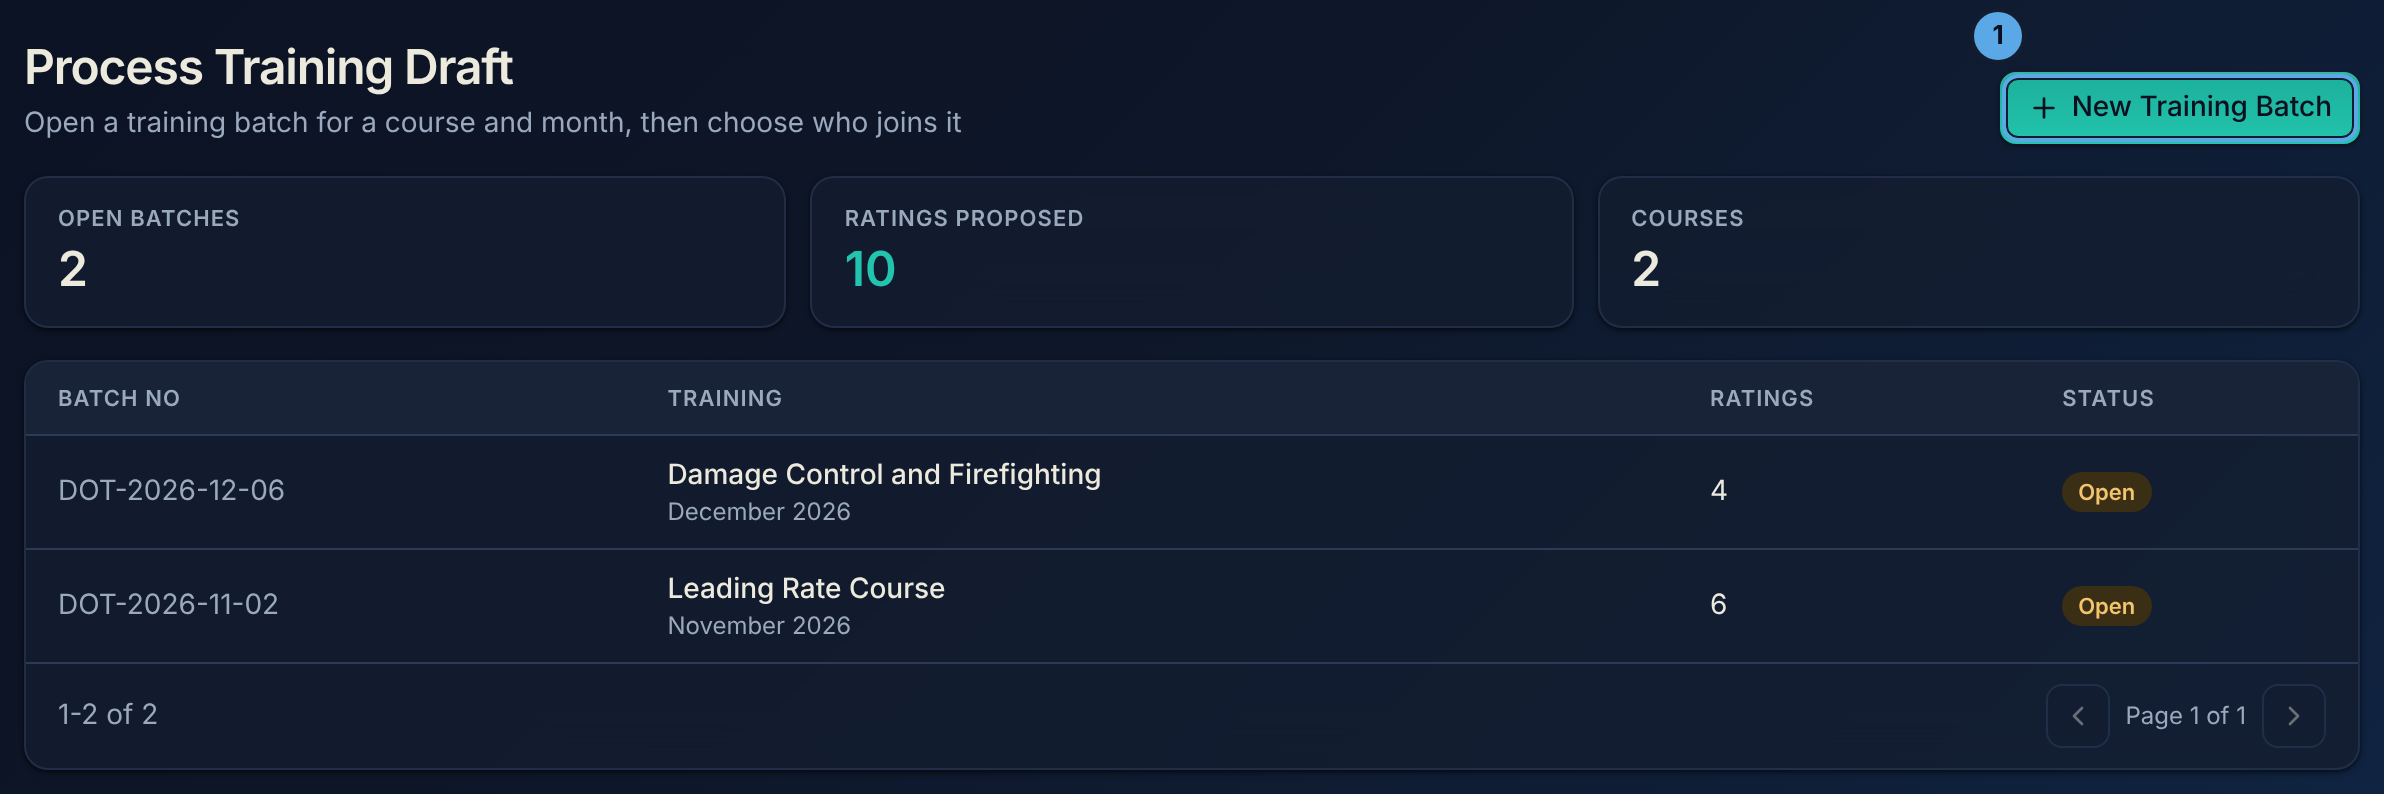 1
Process Training Draft
Open a training batch for a course and month, then choose who joins it
+ New Training Batch
OPEN BATCHES
2
RATINGS PROPOSED
10
COURSES
2
BATCH NO TRAINING RATINGS STATUS
DOT-2026-12-06 Damage Control and Firefighting 4 Open
December 2026
DOT-2026-11-02 Leading Rate Course 6 Open
November 2026
1-2 of 2 Page 1 of 1